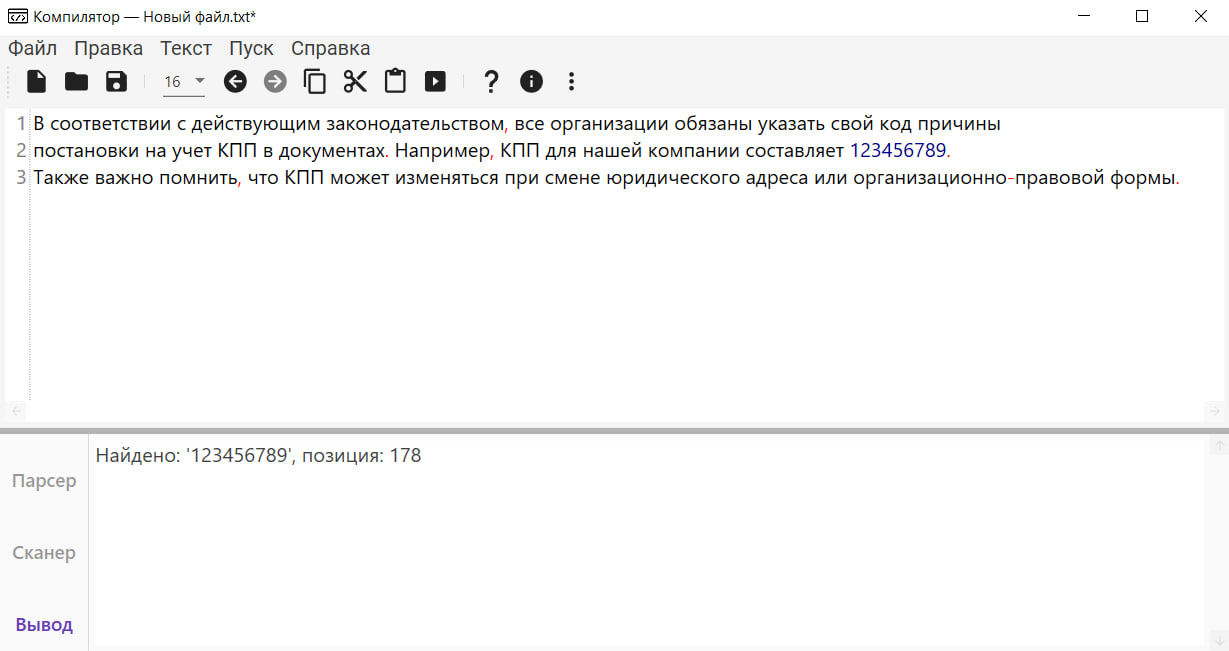 Компилятор — Новый файл.txt*
Файл Правка Текст Пуск Справка
16
1 В соответствии с действующим законодательством, все организации обязаны указать свой код причины
2 постановки на учет КПП в документах. Например, КПП для нашей компании составляет 123456789.
3 Также важно помнить, что КПП может изменяться при смене юридического адреса или организационно-правовой формы.
Найдено: '123456789', позиция: 178
Парсер
Сканер
Вывод